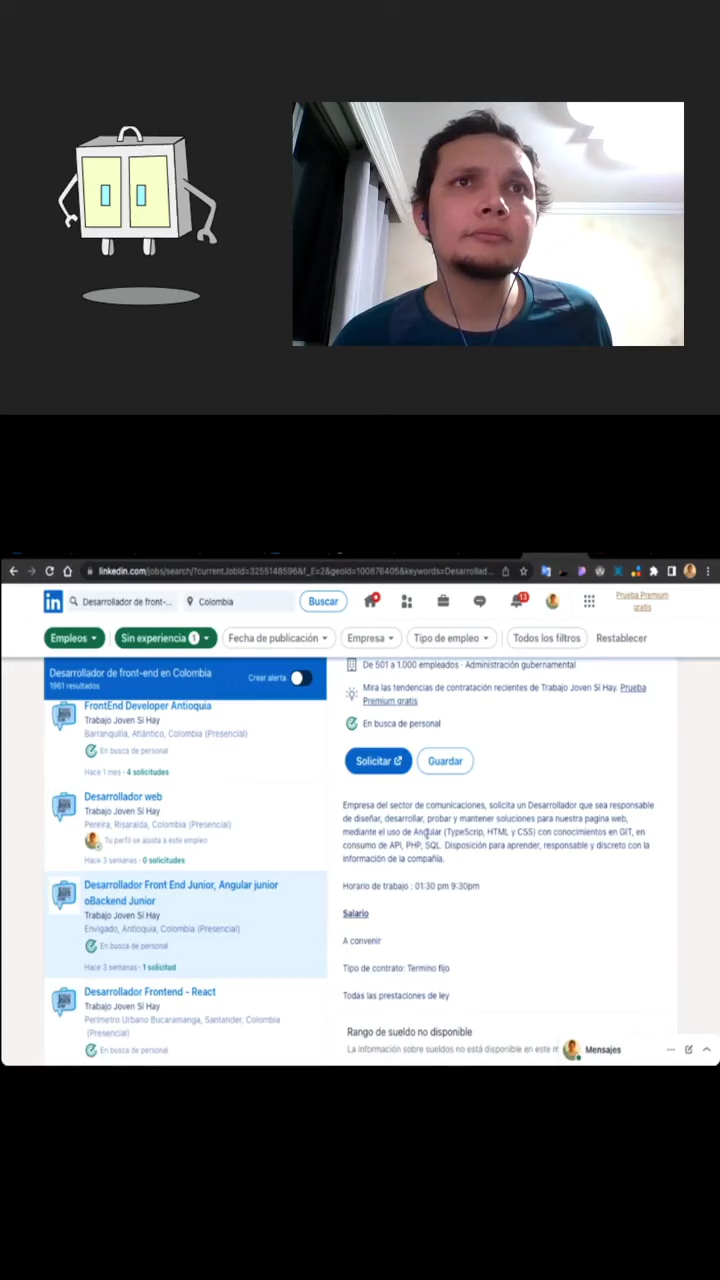 linkedin.com/jobs/search/?currentJobId=3255148596&f_E=2&geoId=100876405&keywords=Desarrollad...
in
Desarrollador de front-...
Colombia
Buscar
13
Prueba Premium
gratis
Empleos
Sin experiencia 1
Fecha de publicación
Empresa
Tipo de empleo
Todos los filtros
Restablecer
Desarrollador de front-end en Colombia
1961 resultados
Crear alerta
FrontEnd Developer Antioquia
Trabajo Joven Sí Hay
Barranquilla, Atlántico, Colombia (Presencial)
En busca de personal
Hace 1 mes · 4 solicitudes
Desarrollador web
Trabajo Joven Sí Hay
Pereira, Risaralda, Colombia (Presencial)
Tu perfil se ajusta a este empleo
Hace 3 semanas · 0 solicitudes
Desarrollador Front End Junior, Angular junior
oBackend Junior
Trabajo Joven Sí Hay
Envigado, Antioquia, Colombia (Presencial)
En busca de personal
Hace 3 semanas · 1 solicitud
Desarrollador Frontend - React
Trabajo Joven Sí Hay
Perímetro Urbano Bucaramanga, Santander, Colombia
(Presencial)
En busca de personal
De 501 a 1.000 empleados · Administración gubernamental
Mira las tendencias de contratación recientes de Trabajo Joven Sí Hay. Prueba
Premium gratis
En busca de personal
Solicitar
Guardar
Empresa del sector de comunicaciones, solicita un Desarrollador que sea responsable
de diseñar, desarrollar, probar y mantener soluciones para nuestra pagina web,
mediante el uso de Angular (TypeScrip, HTML y CSS) con conocimientos en GIT, en
consumo de API, PHP, SQL. Disposición para aprender, responsable y discreto con la
información de la compañía.
Horario de trabajo : 01:30 pm 9:30pm
Salario
A convenir
Tipo de contrato: Termino fijo
Todas las prestaciones de ley
Rango de sueldo no disponible
La información sobre sueldos no está disponible en este m
Mensajes